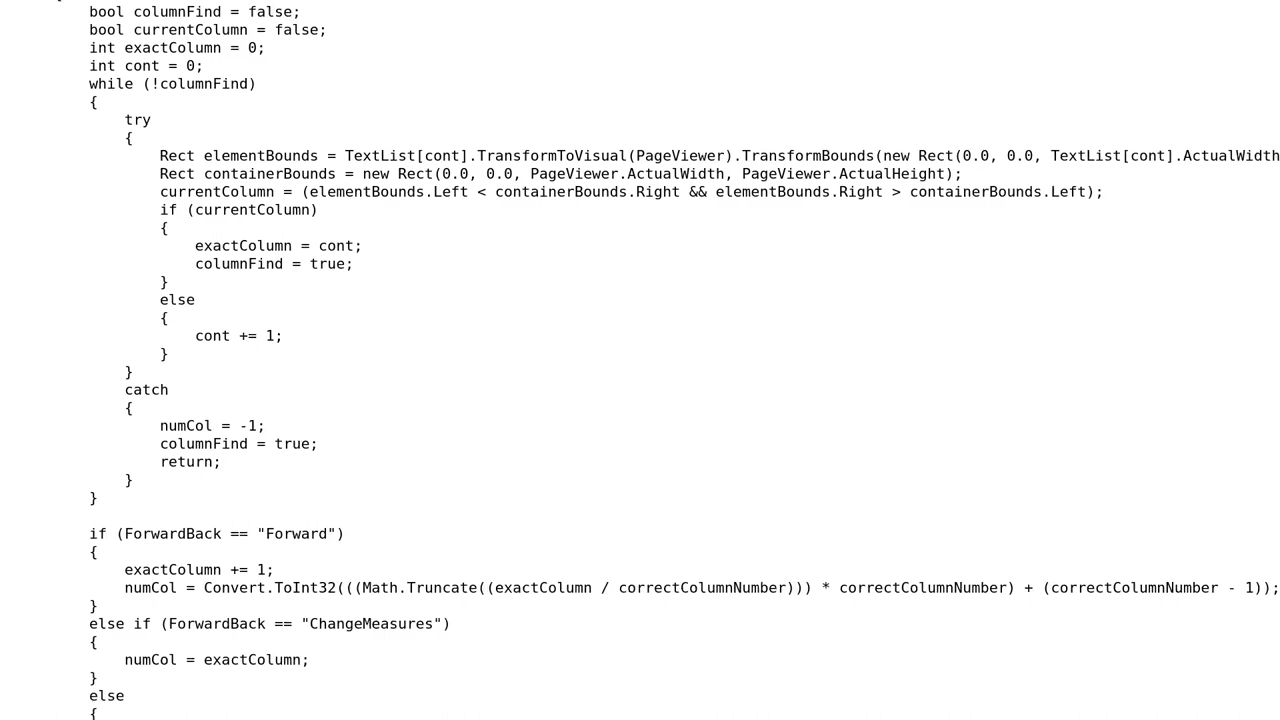 bool columnFind = false;
bool currentColumn = false;
int exactColumn = 0;
int cont = 0;
while (!columnFind)
{
try
{
Rect elementBounds = TextList[cont].TransformToVisual(PageViewer).TransformBounds(new Rect(0.0, 0.0, TextList[cont].ActualWidth
Rect containerBounds = new Rect(0.0, 0.0, PageViewer.ActualWidth, PageViewer.ActualHeight);
currentColumn = (elementBounds.Left < containerBounds.Right && elementBounds.Right > containerBounds.Left);
if (currentColumn)
{
exactColumn = cont;
columnFind = true;
}
else
{
cont += 1;
}
}
catch
{
numCol = -1;
columnFind = true;
return;
}
}
if (ForwardBack == "Forward")
{
exactColumn += 1;
numCol = Convert.ToInt32(((Math.Truncate((exactColumn / correctColumnNumber))) * correctColumnNumber) + (correctColumnNumber - 1));
}
else if (ForwardBack == "ChangeMeasures")
{
numCol = exactColumn;
}
else
{